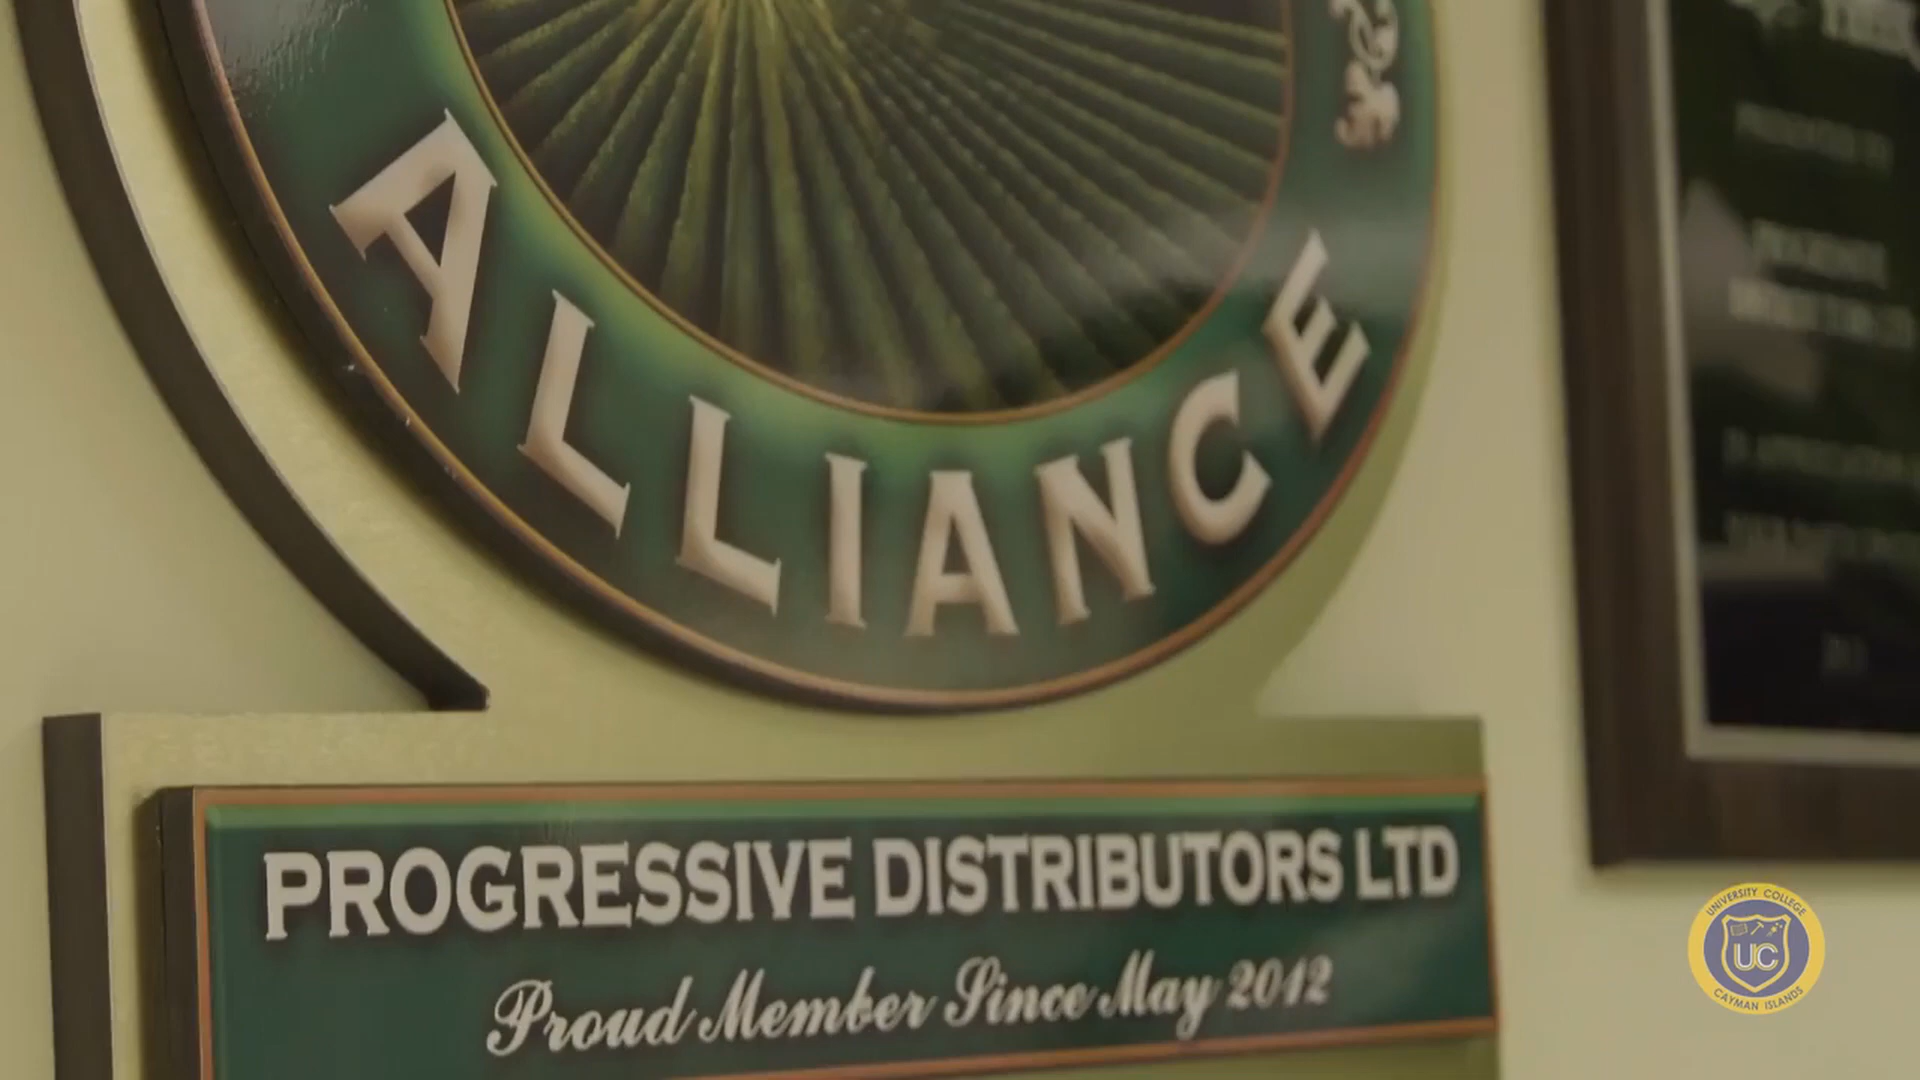 ALLIANCE
PROGRESSIVE DISTRIBUTORS LTD
Proud Member Since May 2012
UNIVERSITY COLLEGE
UC
CAYMAN ISLANDS